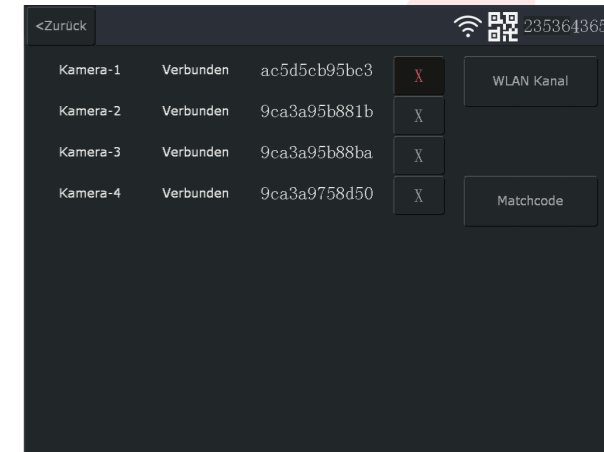 <Zurück 235364365
Kamera-1 Verbunden ac5d5cb95bc3 X WLAN Kanal
Kamera-2 Verbunden 9ca3a95b881b X
Kamera-3 Verbunden 9ca3a95b88ba X
Kamera-4 Verbunden 9ca3a9758d50 X Matchcode